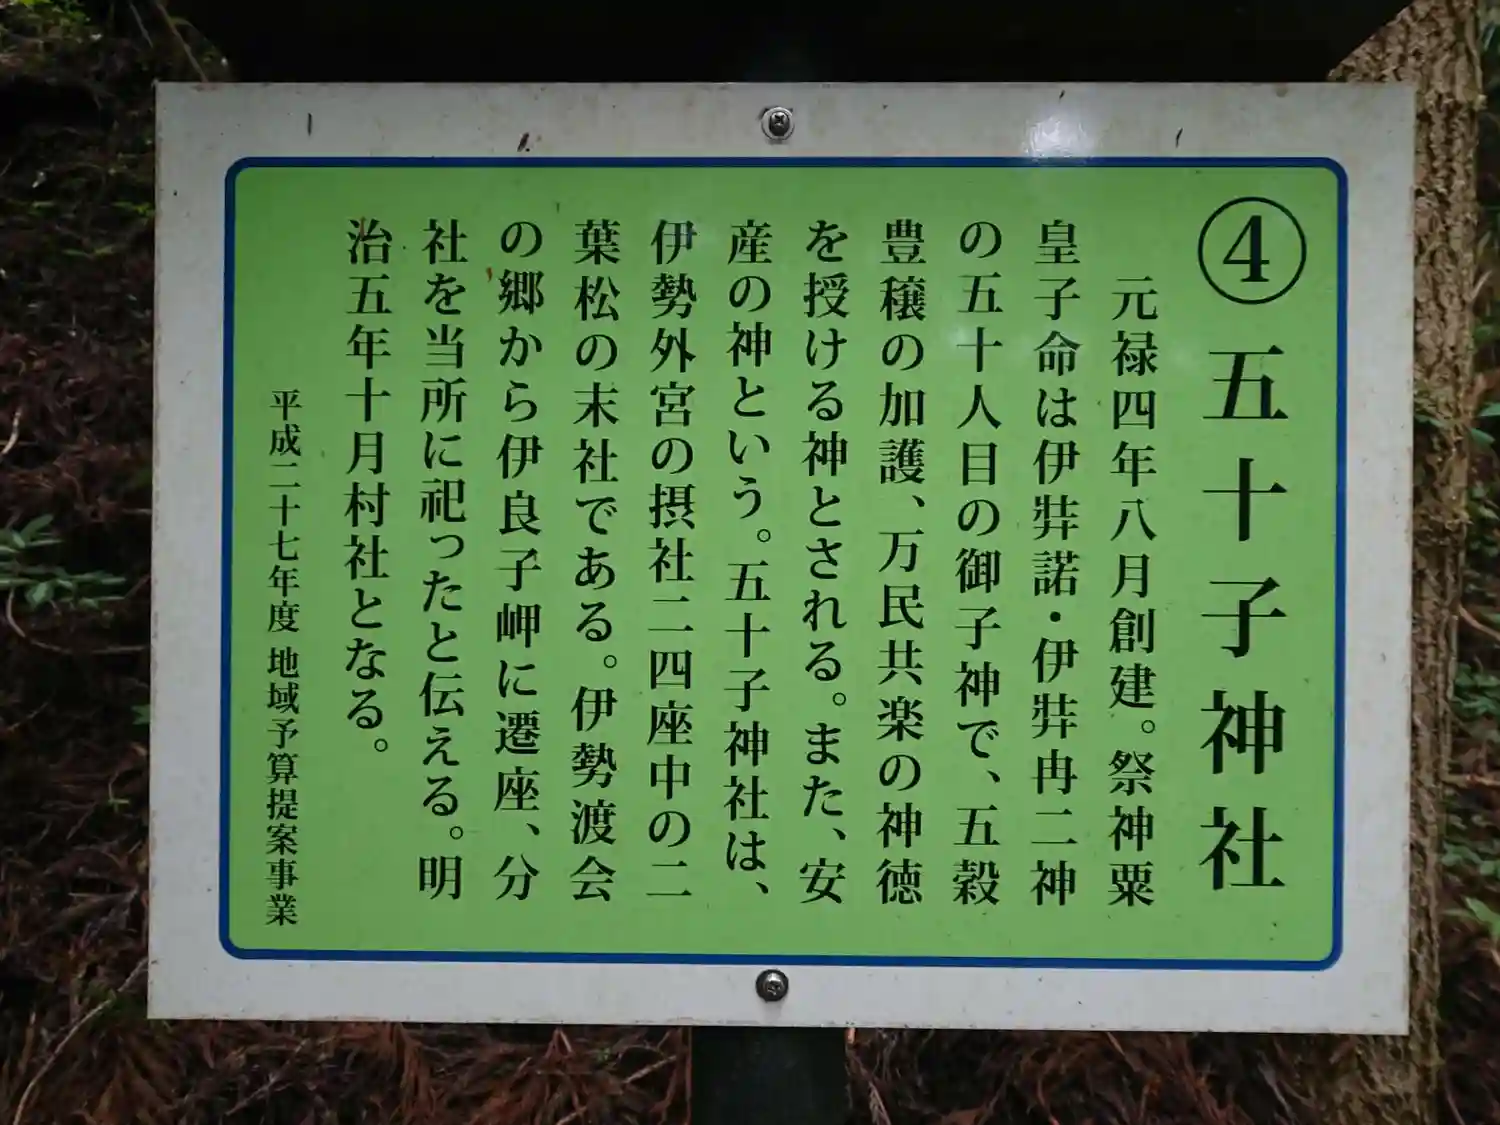 ④五十子神社
元禄四年八月創建。祭神粟
皇子命は伊弉諾・伊弉冉二神
の五十人目の御子神で、五穀
豊穣の加護、万民共楽の神徳
を授ける神とされる。また、安
産の神という。五十子神社は、
伊勢外宮の摂社二四座中の二
葉松の末社である。伊勢渡会
の郷から伊良子岬に遷座、分
社を当所に祀ったと伝える。明
治五年十月村社となる。
平成二十七年度 地域予算提案事業